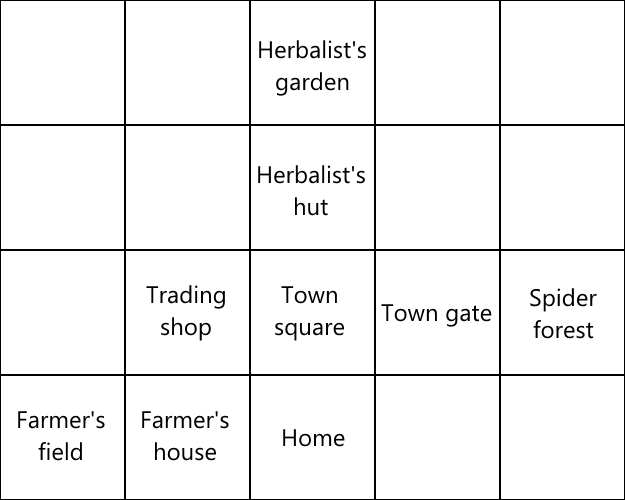 Herbalist's
garden
Herbalist's
hut
Trading
shop
Town
square
Town gate
Spider
forest
Farmer's
field
Farmer's
house
Home